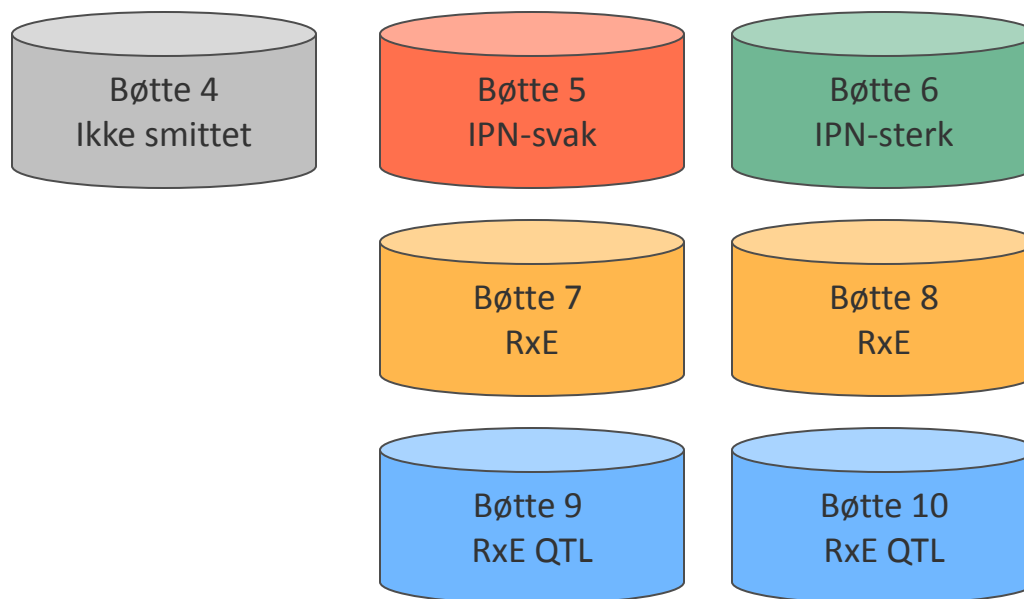 Bøtte 4
Ikke smittet
Bøtte 5
IPN-svak
Bøtte 6
IPN-sterk
Bøtte 7
RxE
Bøtte 8
RxE
Bøtte 9
RxE QTL
Bøtte 10
RxE QTL